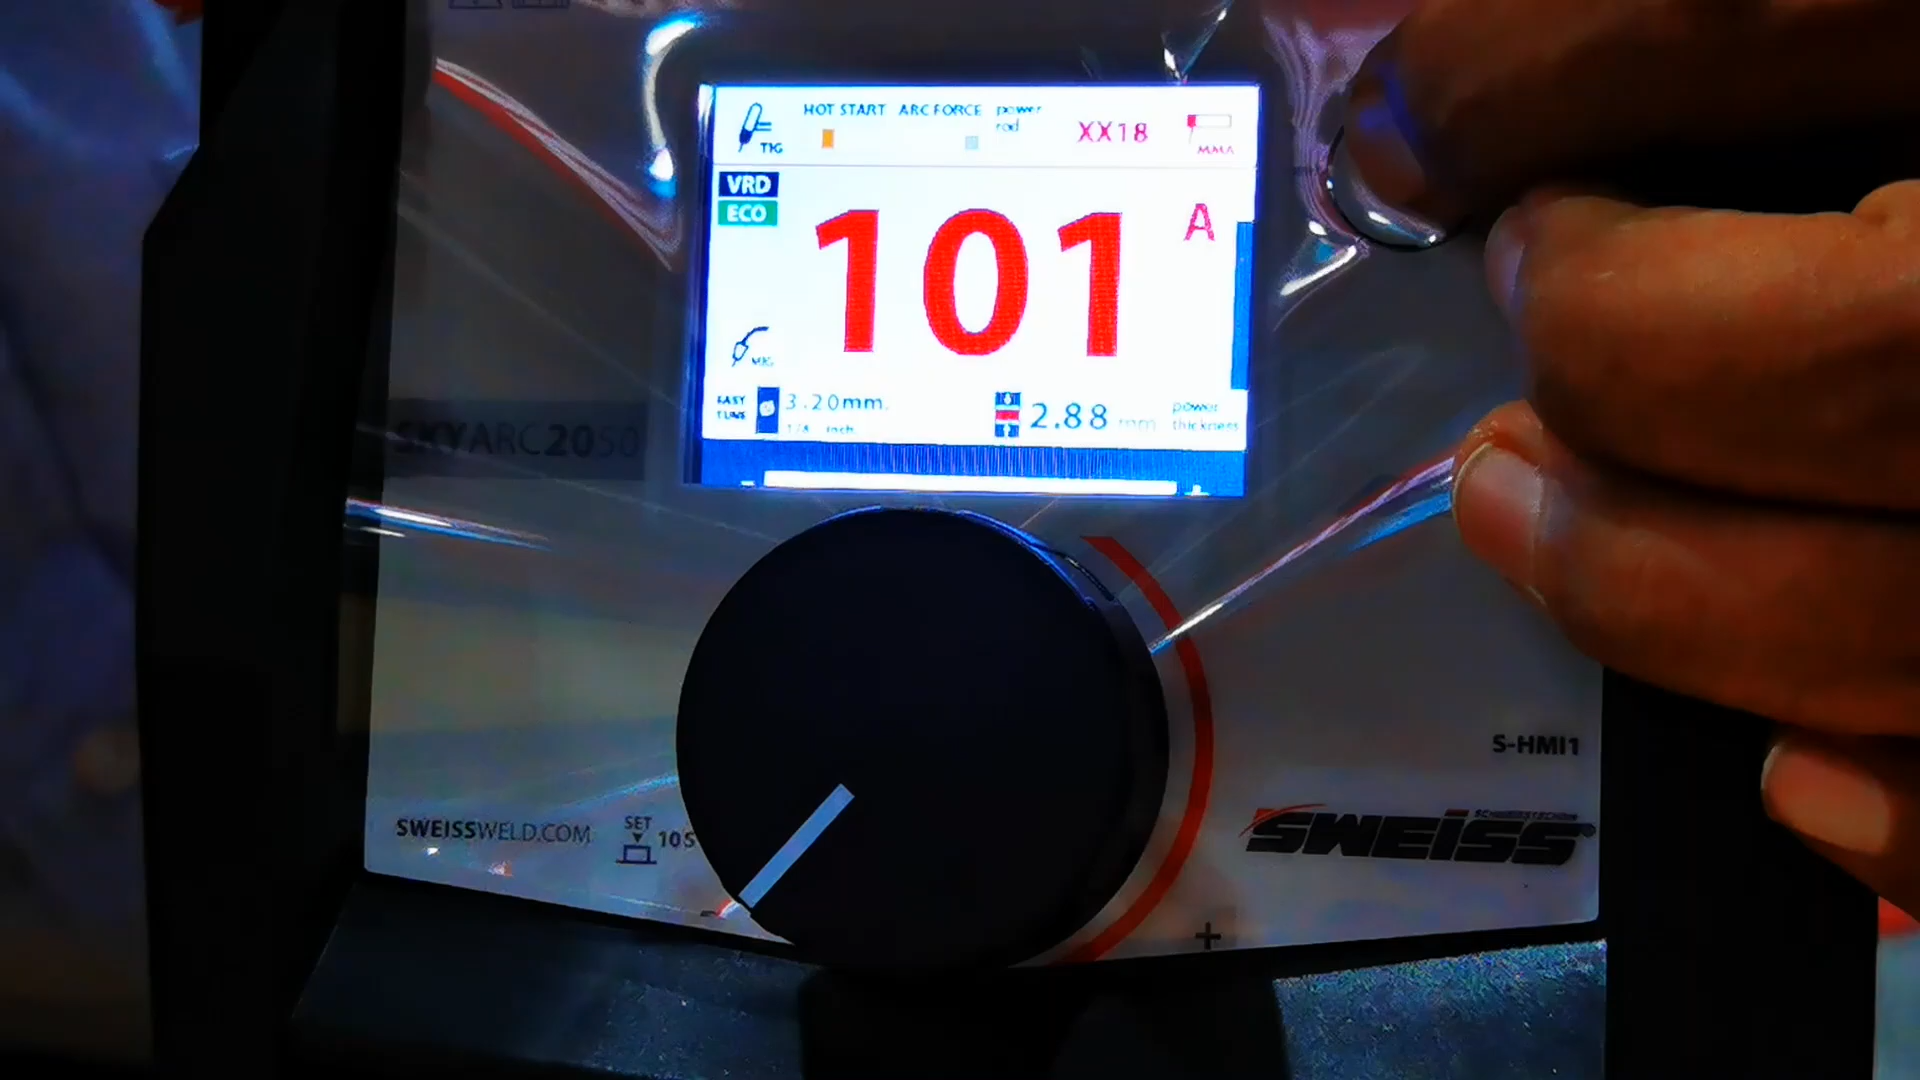 HOT START ARC FORCE power
rod
XX18
TIG
MMA
VRD
ECO
101 A
MIG
EASY
TUNE
3.20mm.
1/8 inch
2.88 mm
power
thickness
- +
SKYARC2050
S-HMI1
SWEISSWELD.COM
SET
10S
SWEISS®
- +